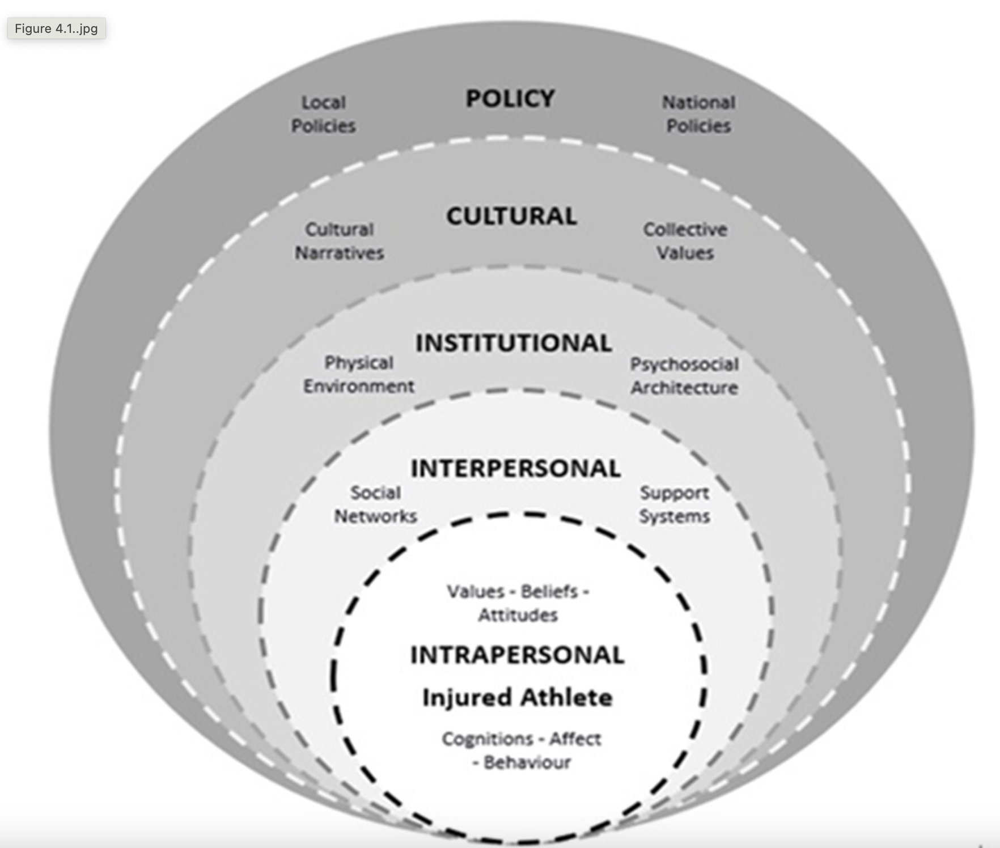 Figure 4.1..jpg
POLICY
Local
Policies
National
Policies
CULTURAL
Cultural
Narratives
Collective
Values
INSTITUTIONAL
Physical
Environment
Psychosocial
Architecture
INTERPERSONAL
Social
Networks
Support
Systems
Values - Beliefs -
Attitudes
INTRAPERSONAL
Injured Athlete
Cognitions - Affect
- Behaviour